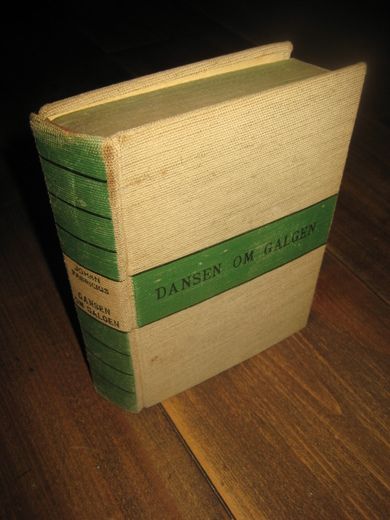 JOHAN
FABRICIUS
DANSEN
OM GALGEN
DANSEN OM GALGEN